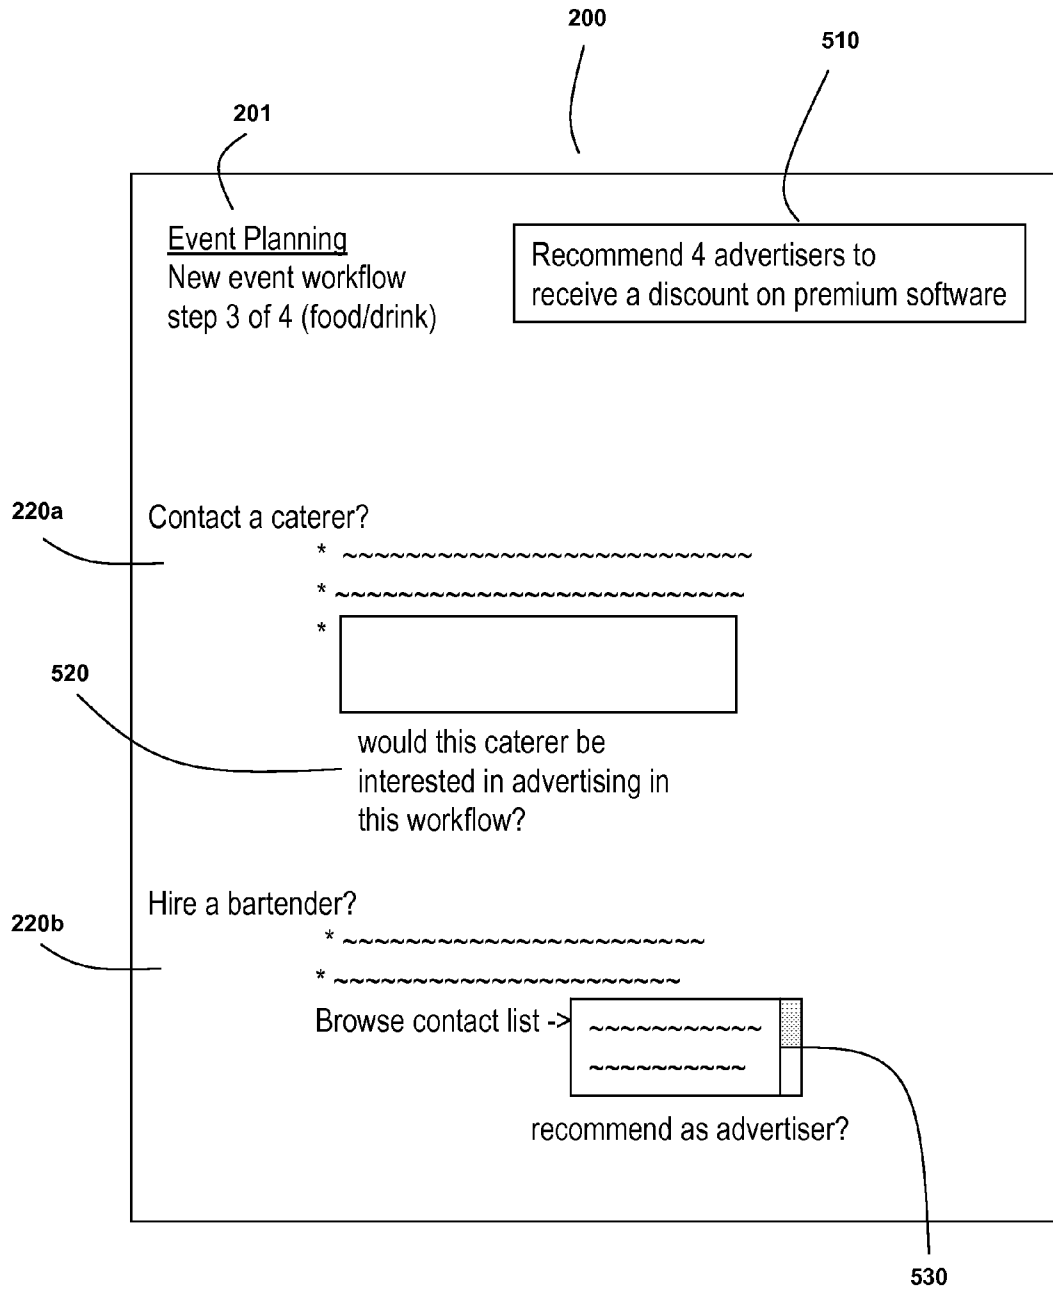 200
510
201
Event Planning
New event workflow
step 3 of 4 (food/drink)
Recommend 4 advertisers to
receive a discount on premium software
220a
Contact a caterer?
* ~~~~~~~~~~~~~~~~~~~~~~~~~~
* ~~~~~~~~~~~~~~~~~~~~~~~~~~
*
520
would this caterer be
interested in advertising in
this workflow?
Hire a bartender?
220b
* ~~~~~~~~~~~~~~~~~~~~~~~
* ~~~~~~~~~~~~~~~~~~~~~~
Browse contact list ->
~~~~~~~~~~~
~~~~~~~~~~
recommend as advertiser?
530